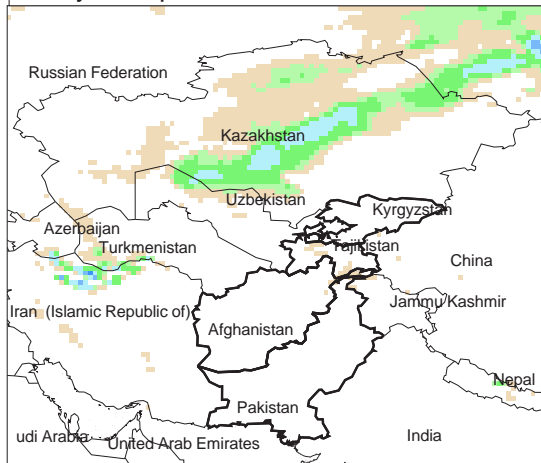 Russian Federation
Kazakhstan
Uzbekistan
Kyrgyzstan
Azerbaijan
Turkmenistan
Tajikistan
China
Iran (Islamic Republic of)
Jammu/Kashmir
Afghanistan
Nepal
Pakistan
udi Arabia
United Arab Emirates
India